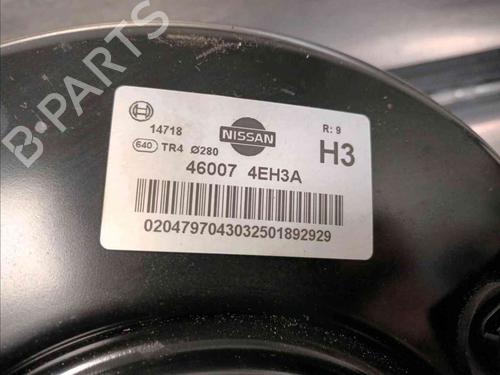 B-PARTS
14718
NISSAN
R: 9
H3
640 TR4 Ø280
46007 4EH3A
0204797043032501892929